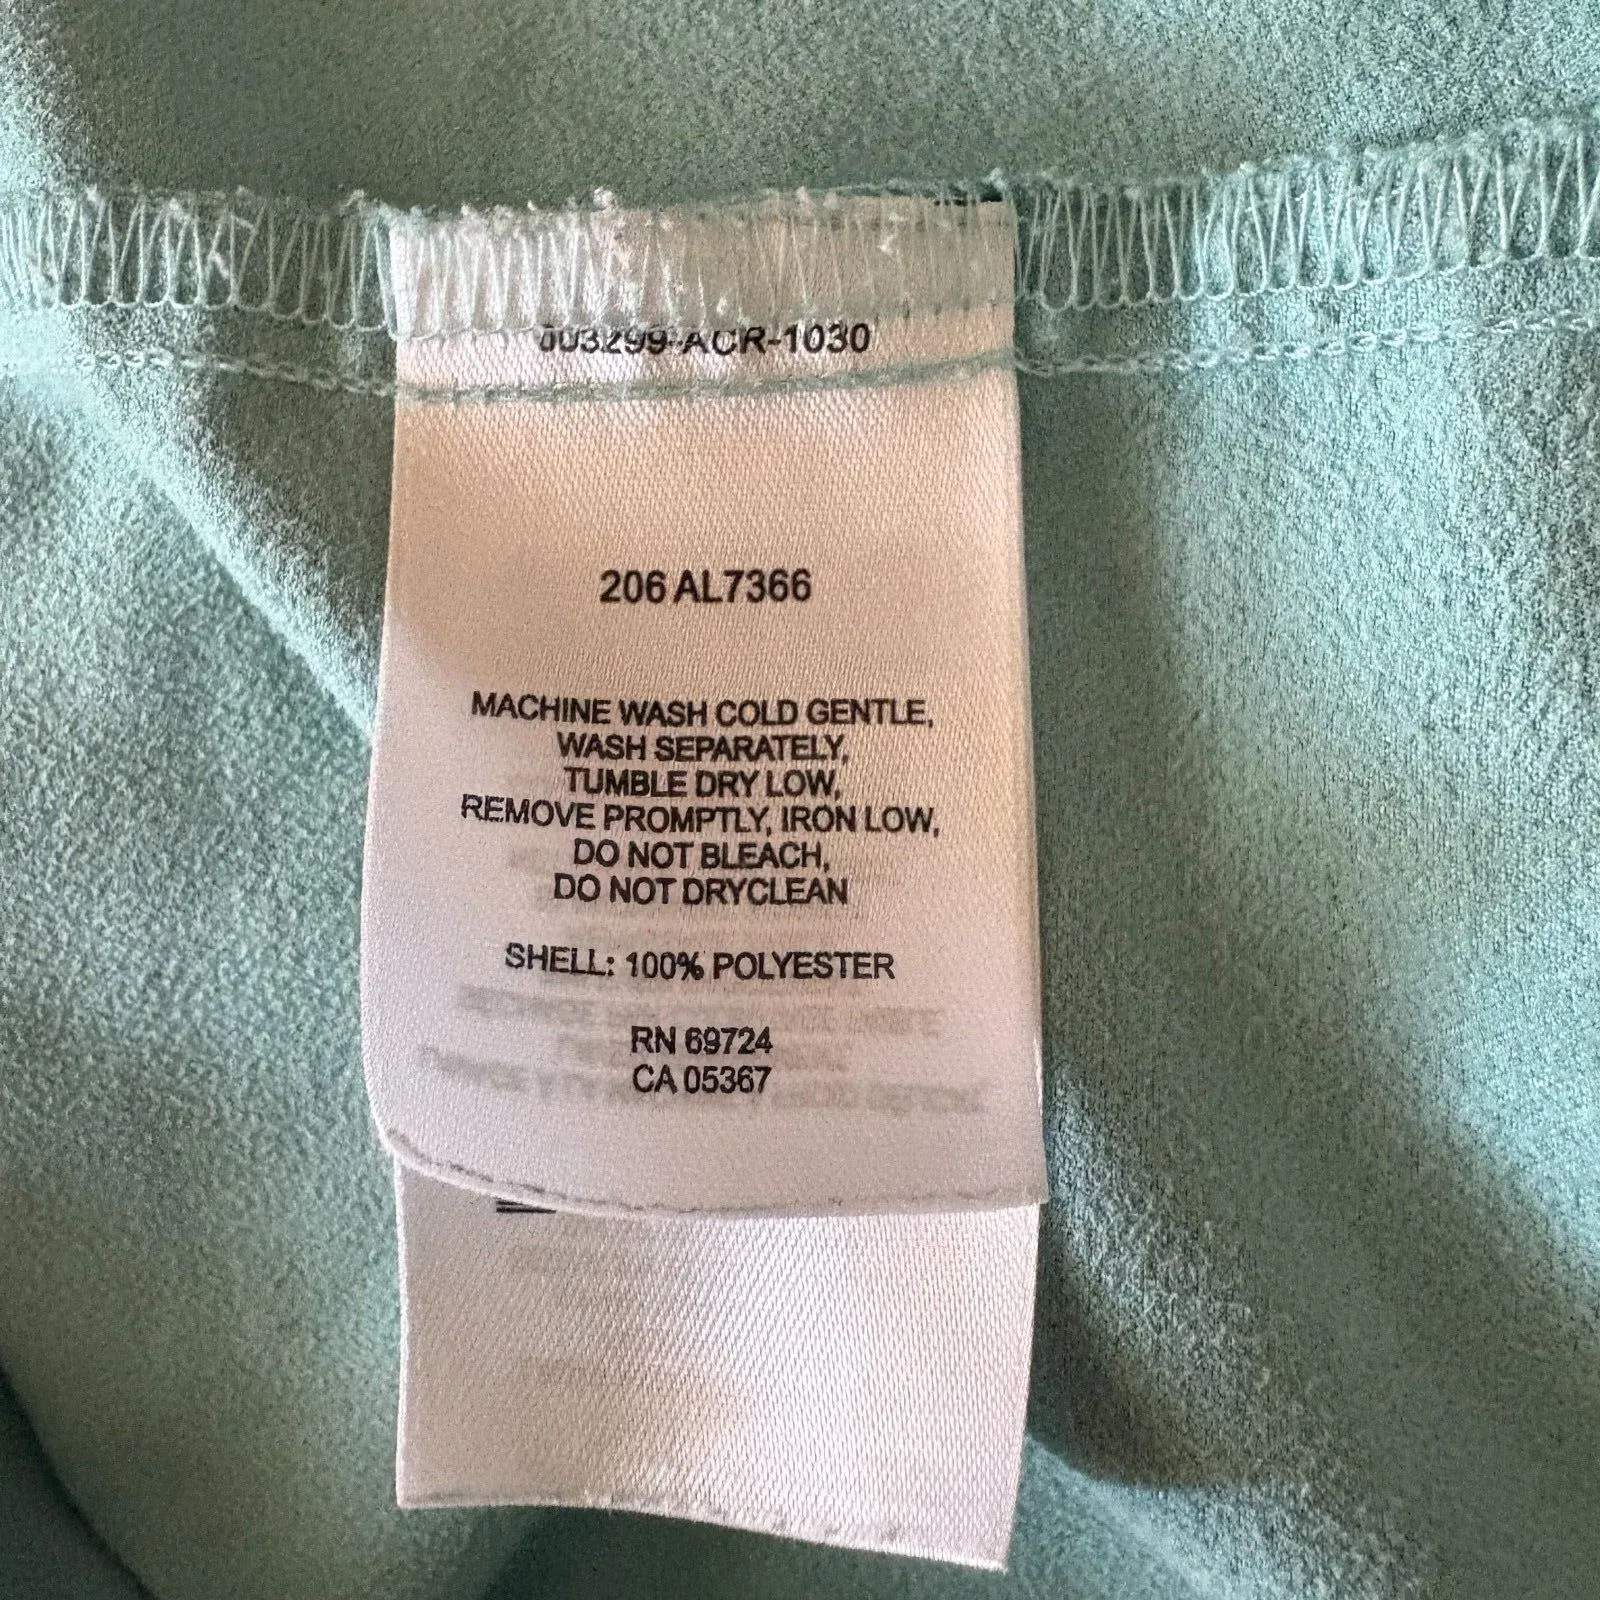 003299-ACR-1030
206 AL7366
MACHINE WASH COLD GENTLE,
WASH SEPARATELY,
TUMBLE DRY LOW,
REMOVE PROMPTLY, IRON LOW,
DO NOT BLEACH,
DO NOT DRYCLEAN
SHELL: 100% POLYESTER
RN 69724
CA 05367